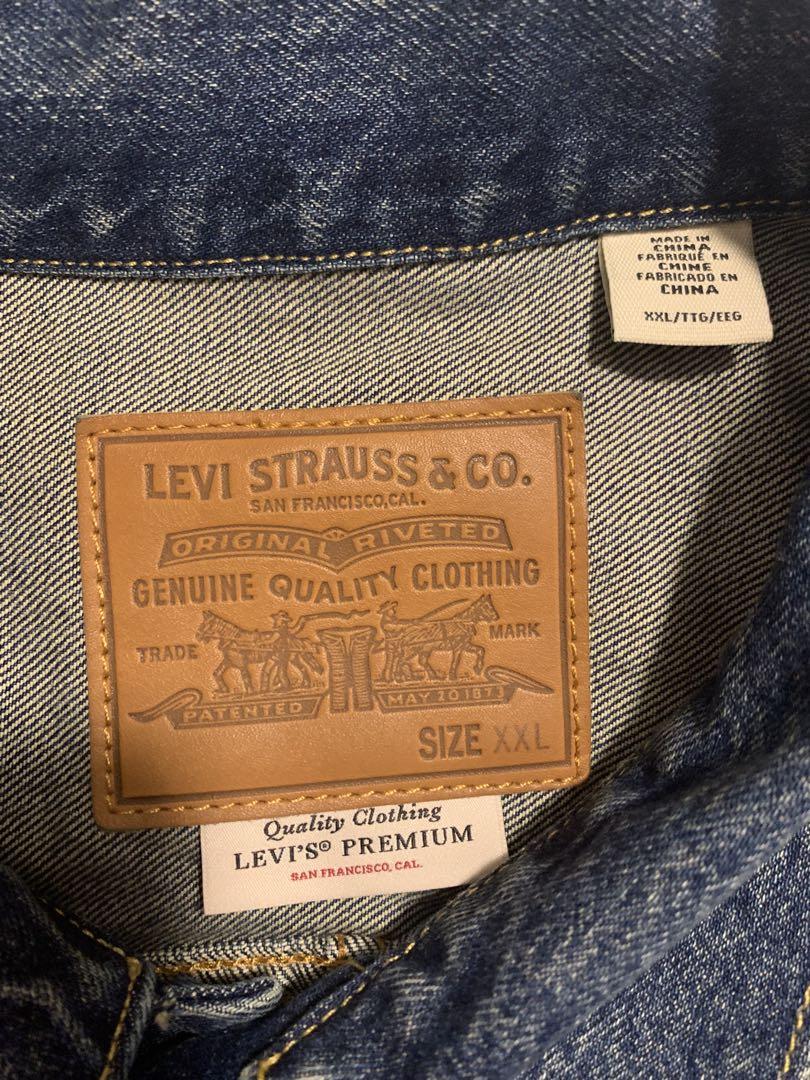 MADE IN
CHINA
FABRIQUÉ EN
CHINE
FABRICADO EN
CHINA
XXL/TTG/EEG
LEVI STRAUSS & CO.
SAN FRANCISCO, CAL.
ORIGINAL RIVETED
GENUINE QUALITY CLOTHING
TRADE MARK
PATENTED MAY 20 1873
SIZE XXL
Quality Clothing
LEVI'S® PREMIUM
SAN FRANCISCO, CAL.